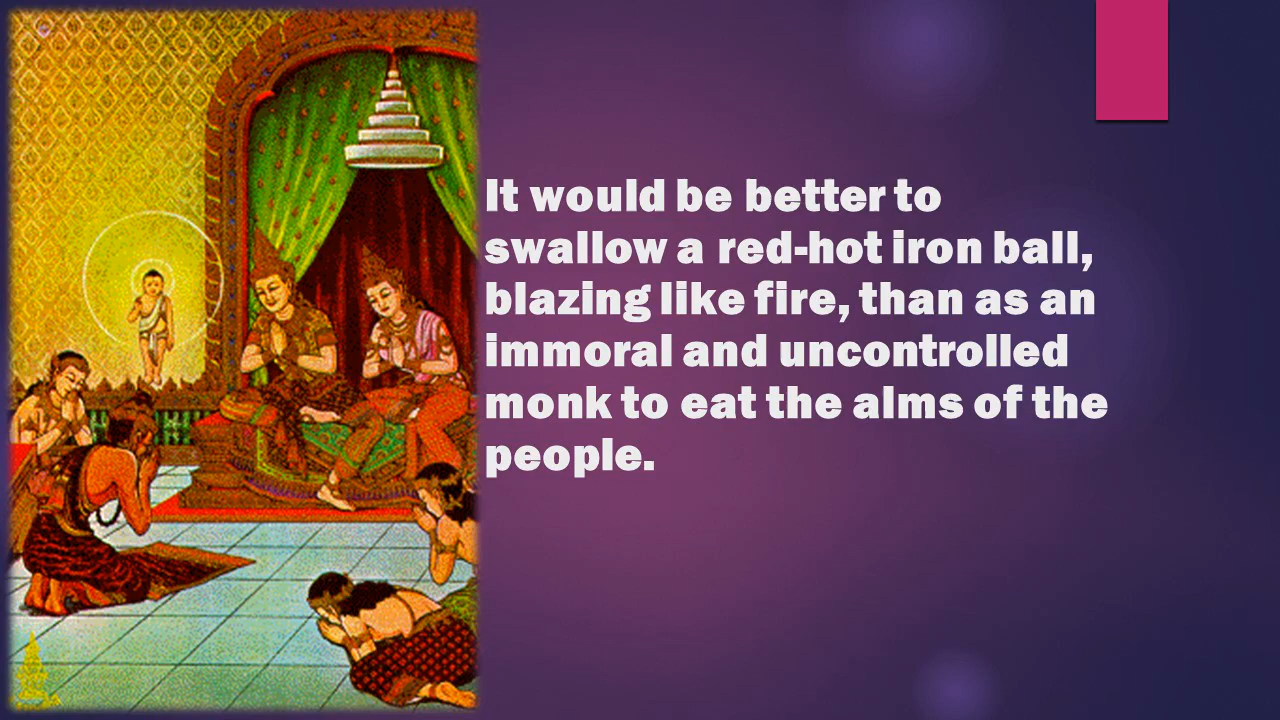 It would be better to
swallow a red-hot iron ball,
blazing like fire, than as an
immoral and uncontrolled
monk to eat the alms of the
people.